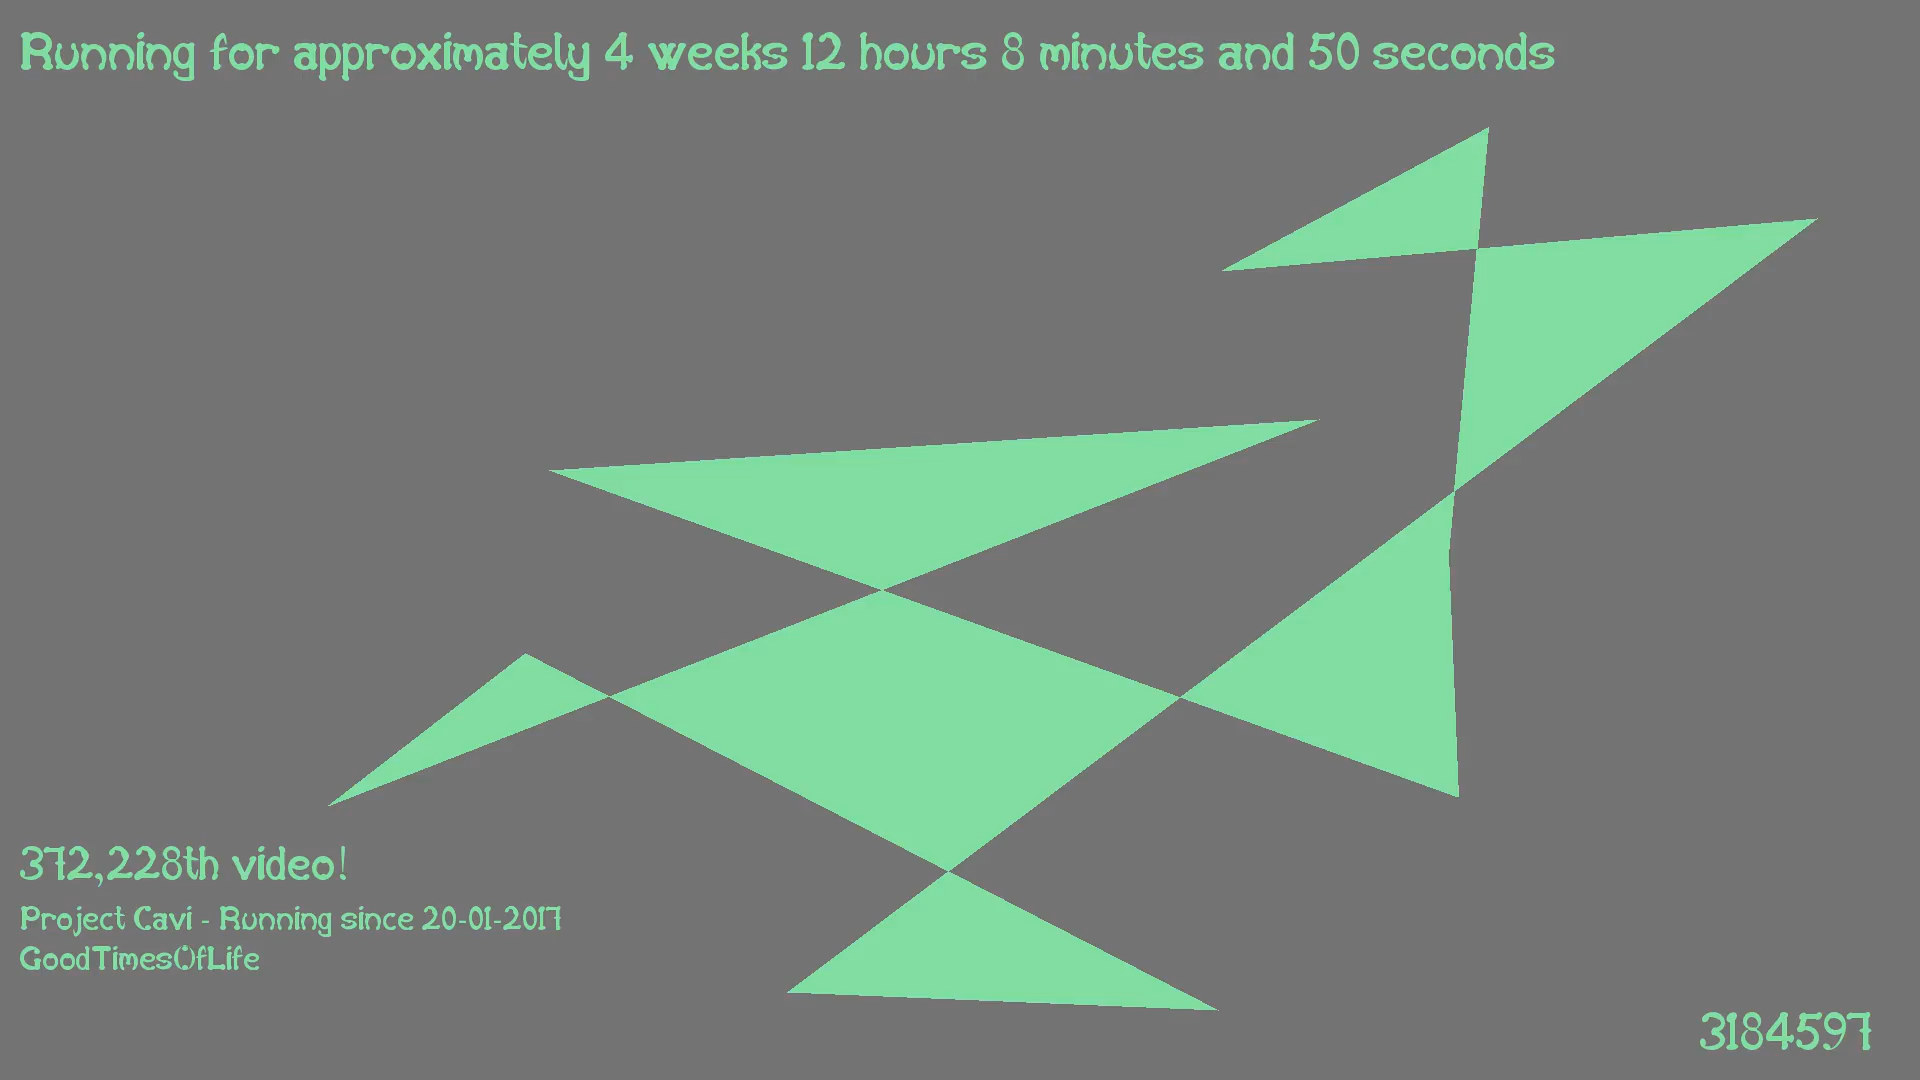 Running for approximately 4 weeks 12 hours 8 minutes and 50 seconds
372,228th video!
Project Cavi - Running since 20-01-2017
GoodTimesOfLife
3184597